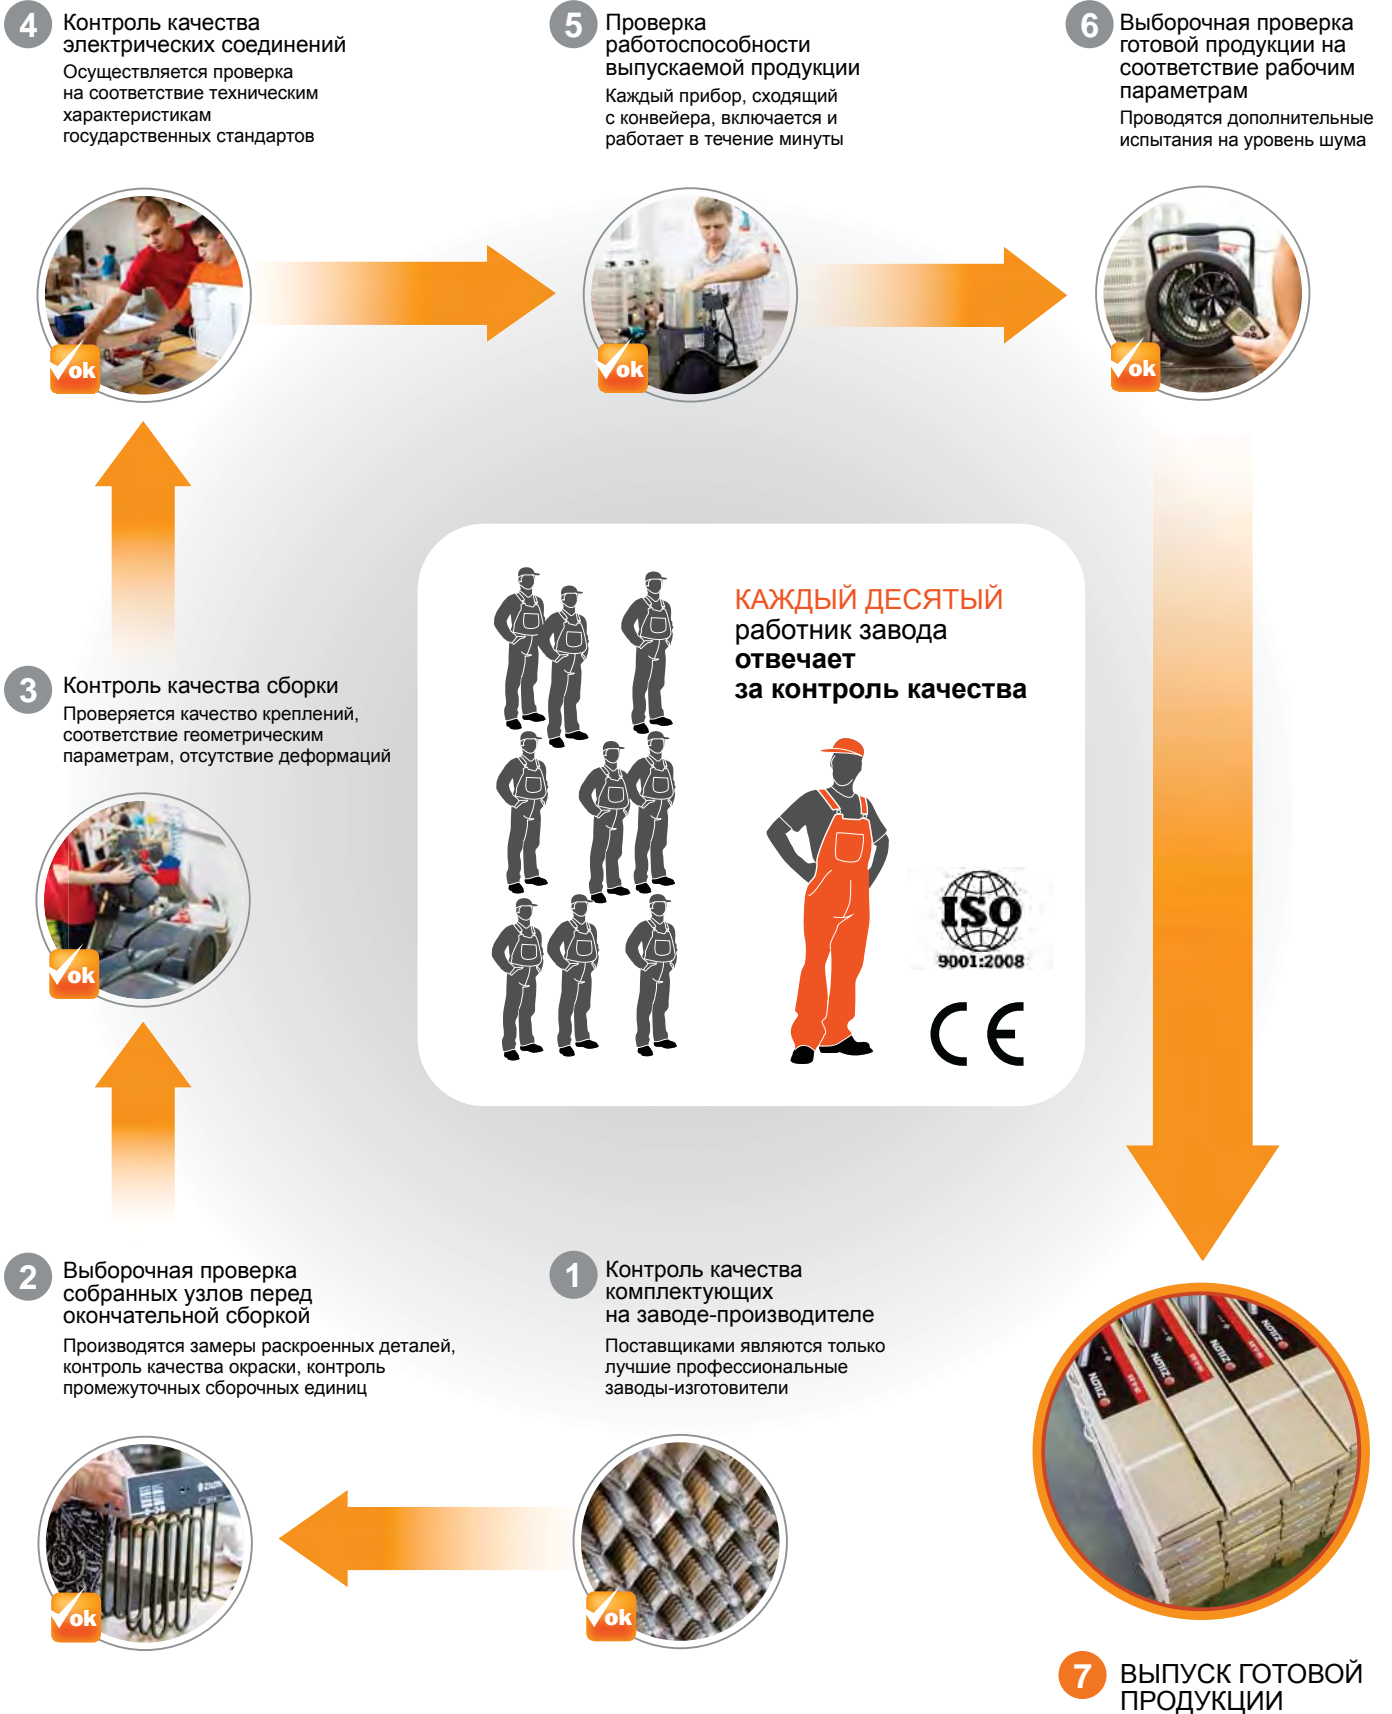 4
Контроль качества
электрических соединений
Осуществляется проверка
на соответствие техническим
характеристикам
государственных стандартов
5
Проверка
работоспособности
выпускаемой продукции
Каждый прибор, сходящий
с конвейера, включается и
работает в течение минуты
6
Выборочная проверка
готовой продукции на
соответствие рабочим
параметрам
Проводятся дополнительные
испытания на уровень шума
ok
ok
ok
КАЖДЫЙ ДЕСЯТЫЙ
работник завода
отвечает
за контроль качества
ISO
9001:2008
CE
3
Контроль качества сборки
Проверяется качество креплений,
соответствие геометрическим
параметрам, отсутствие деформаций
ok
2
Выборочная проверка
собранных узлов перед
окончательной сборкой
Производятся замеры раскроенных деталей,
контроль качества окраски, контроль
промежуточных сборочных единиц
1
Контроль качества
комплектующих
на заводе-производителе
Поставщиками являются только
лучшие профессиональные
заводы-изготовители
ok
ok
ZILON
ZILON
ZILON
ZILON
7
ВЫПУСК ГОТОВОЙ
ПРОДУКЦИИ